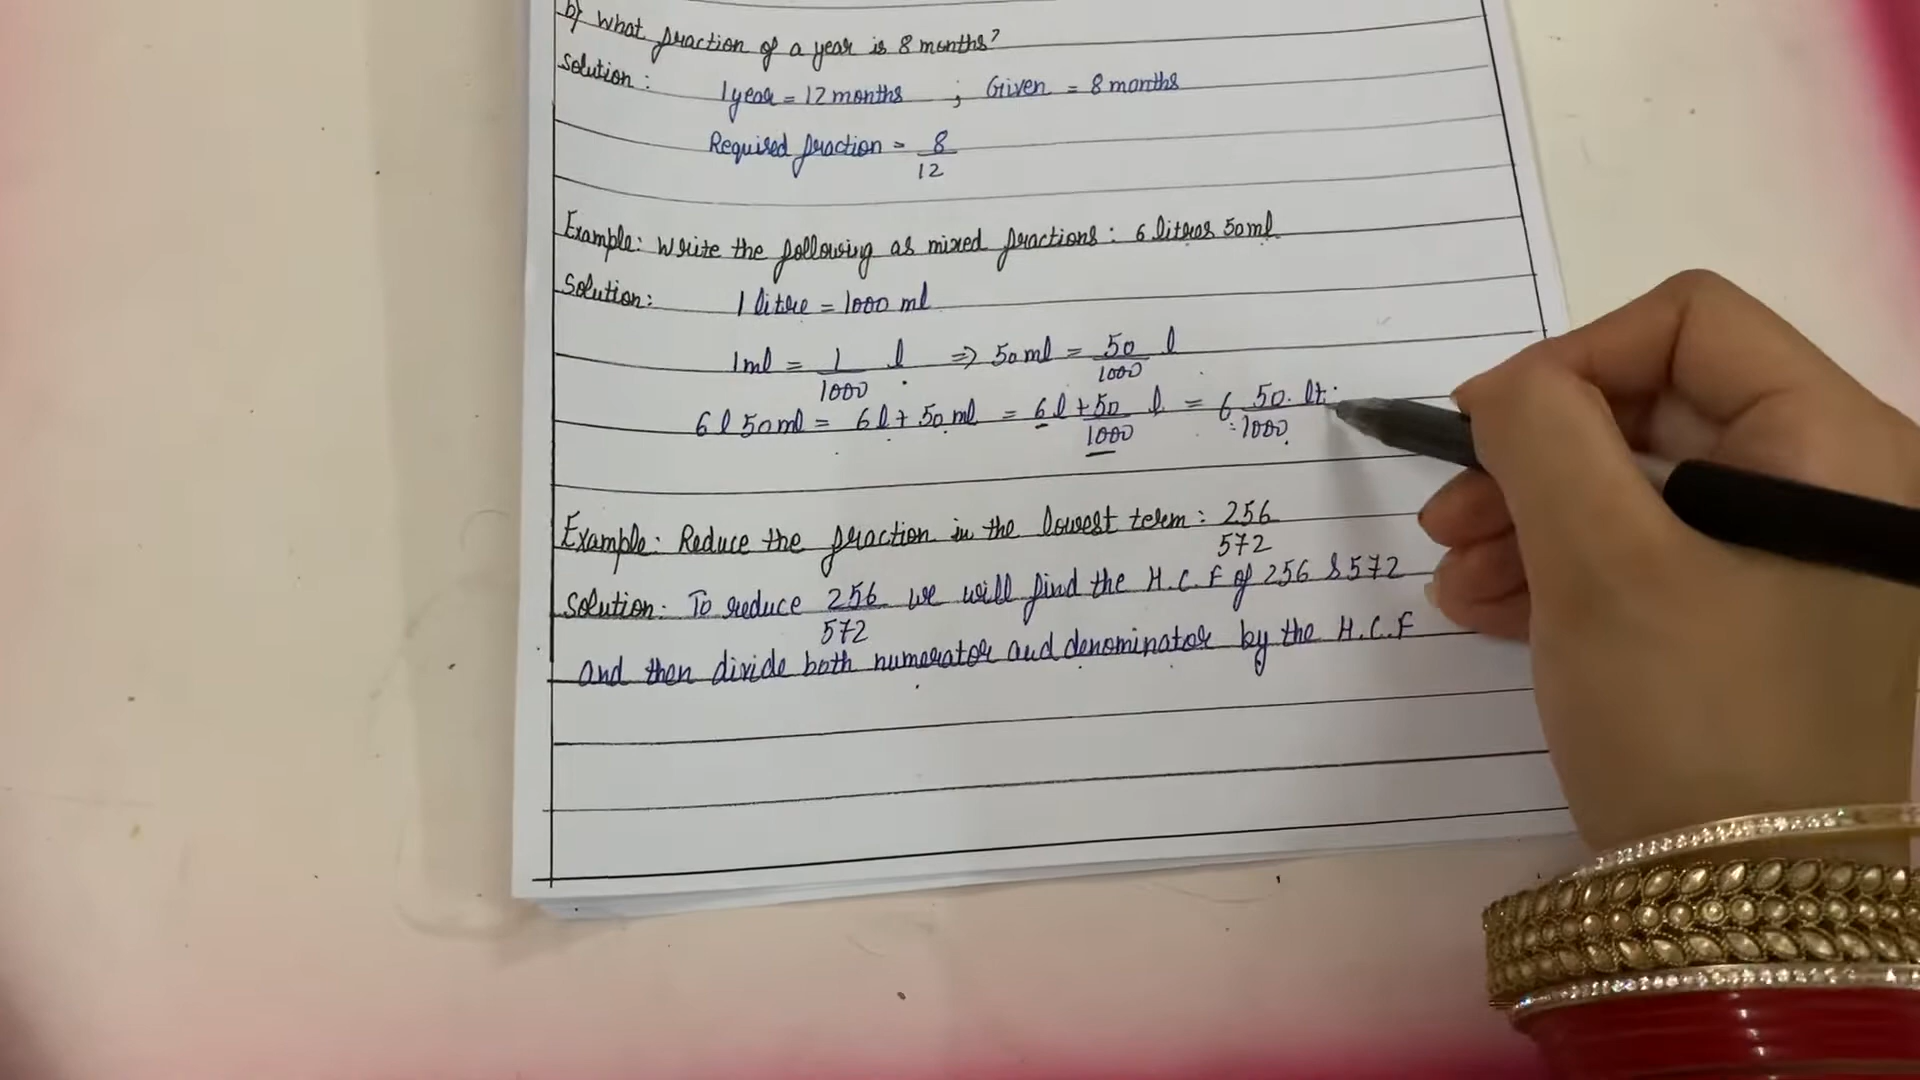 b) What fraction of a year is 8 months?
Solution: 1 year = 12 months ; Given = 8 months
Required fraction = 8/12
Example: Write the following as mixed fractions: 6 litres 50ml
Solution: 1 litre = 1000 ml
1ml = 1/1000 l ⇒ 50ml = 50/1000 l
6 l 50ml = 6l + 50ml = 6 l + 50/1000 l = 6 50/1000 lt.
Example: Reduce the fraction in the lowest term: 256/572
Solution: To reduce 256/572 we will find the H.C.F of 256 & 572
and then divide both numerator and denominator by the H.C.F